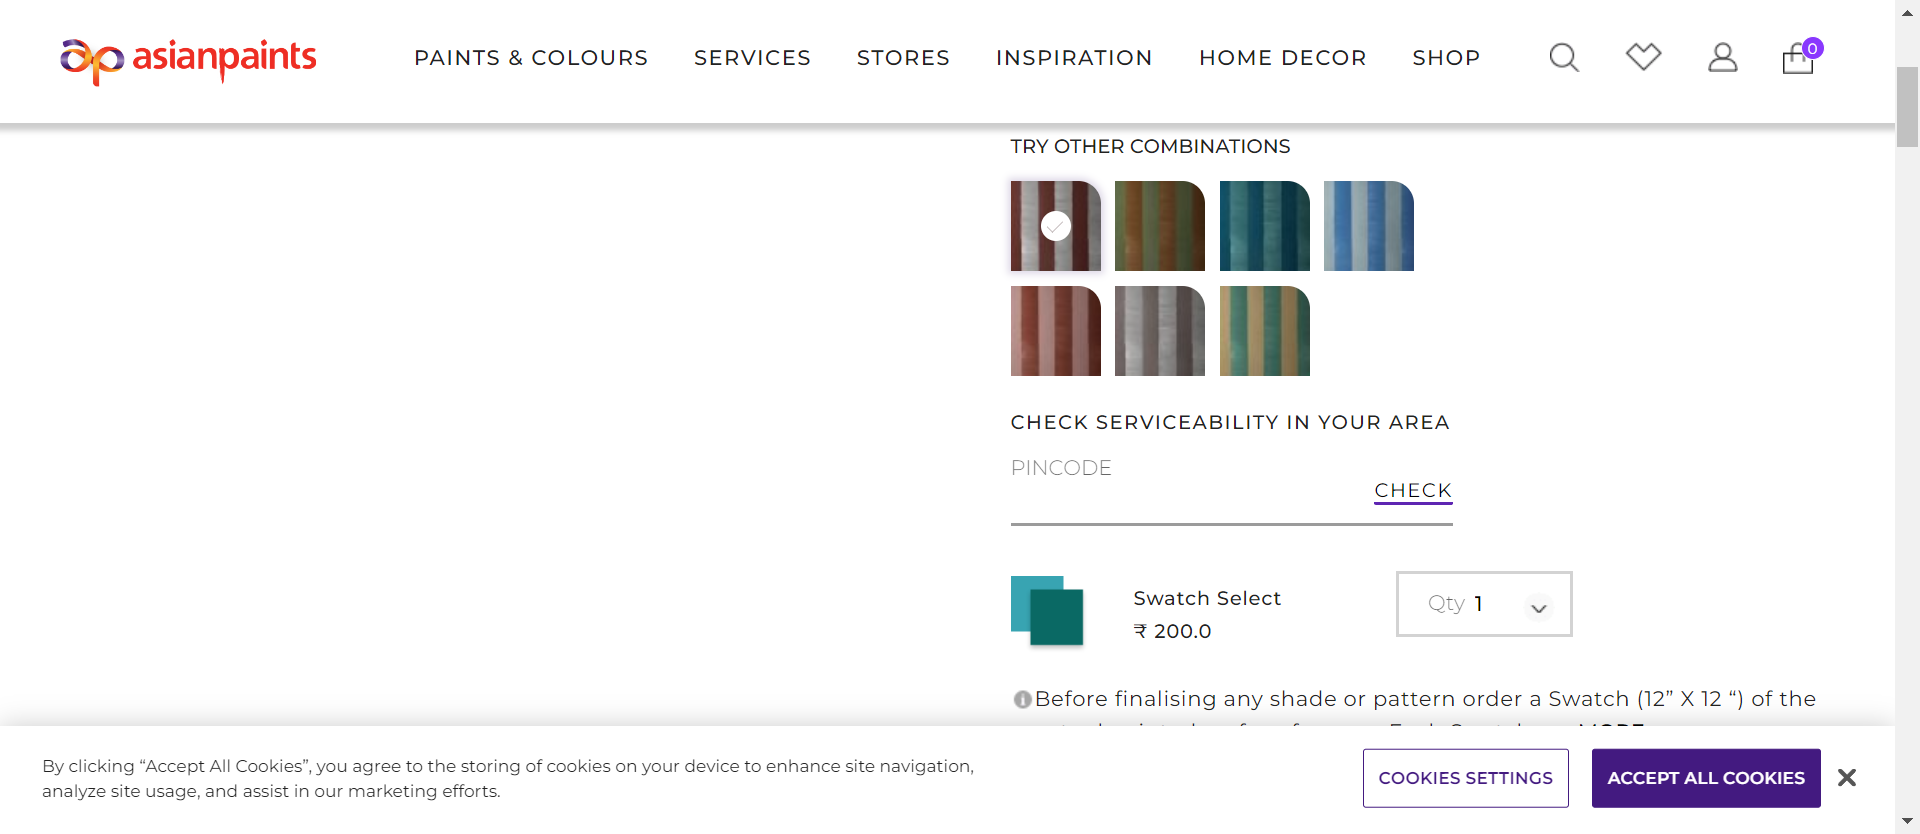 asianpaints
PAINTS & COLOURS SERVICES STORES INSPIRATION HOME DECOR SHOP
0
TRY OTHER COMBINATIONS
CHECK SERVICEABILITY IN YOUR AREA
PINCODE
CHECK
Swatch Select
₹ 200.0
Qty 1
Before finalising any shade or pattern order a Swatch (12” X 12 “) of the
By clicking “Accept All Cookies”, you agree to the storing of cookies on your device to enhance site navigation,
analyze site usage, and assist in our marketing efforts.
COOKIES SETTINGS
ACCEPT ALL COOKIES